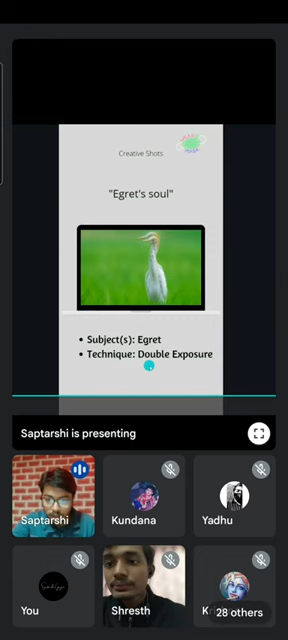 Creative Shots
"Egret's soul"
• Subject(s): Egret
• Technique: Double Exposure
Saptarshi is presenting
Saptarshi
Kundana
Yadhu
You
Shresth
28 others